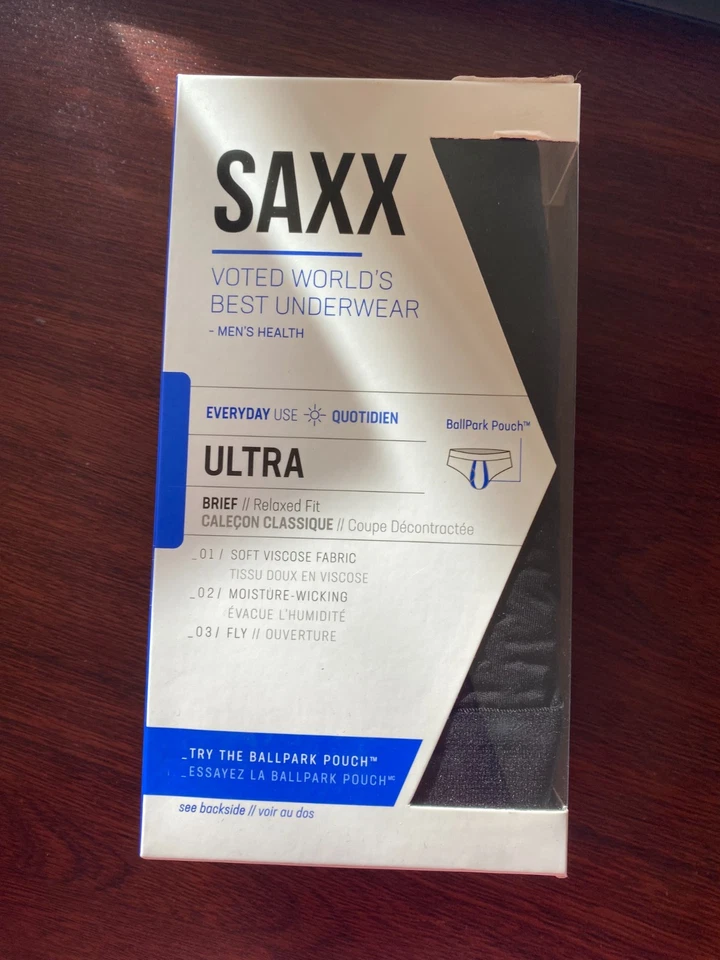 SAXX
VOTED WORLD'S
BEST UNDERWEAR
- MEN'S HEALTH
EVERYDAY USE QUOTIDIEN
BallPark Pouch™
ULTRA
BRIEF // Relaxed Fit
CALEÇON CLASSIQUE // Coupe Décontractée
_01/ SOFT VISCOSE FABRIC
TISSU DOUX EN VISCOSE
_02/ MOISTURE-WICKING
ÉVACUE L'HUMIDITÉ
_03/ FLY // OUVERTURE
_TRY THE BALLPARK POUCH™
_ESSAYEZ LA BALLPARK POUCHᴹᶜ
see backside // voir au dos